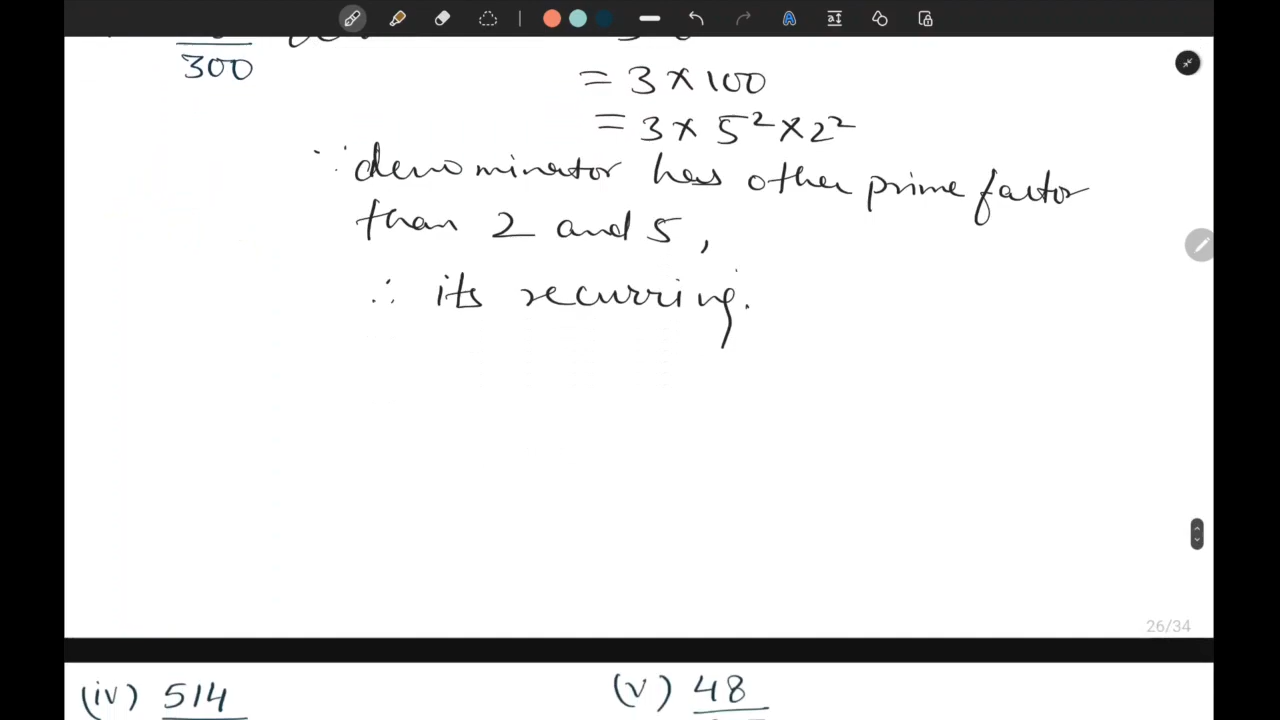 300
= 3 × 100
= 3 × 5² × 2²
∵ denominator has other prime factor
than 2 and 5,
∴ its recurring.
26/34
(iv) 514
(v) 48